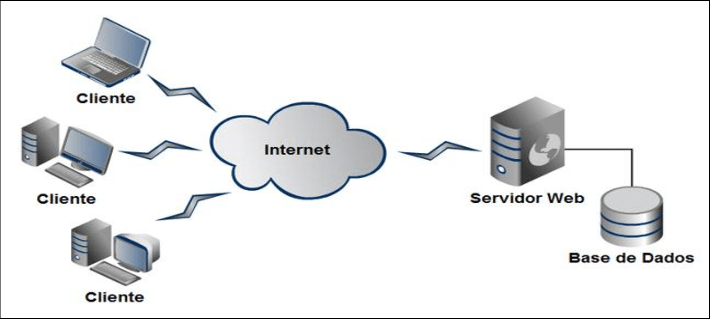 Cliente
Cliente
Cliente
Internet
Servidor Web
Base de Dados